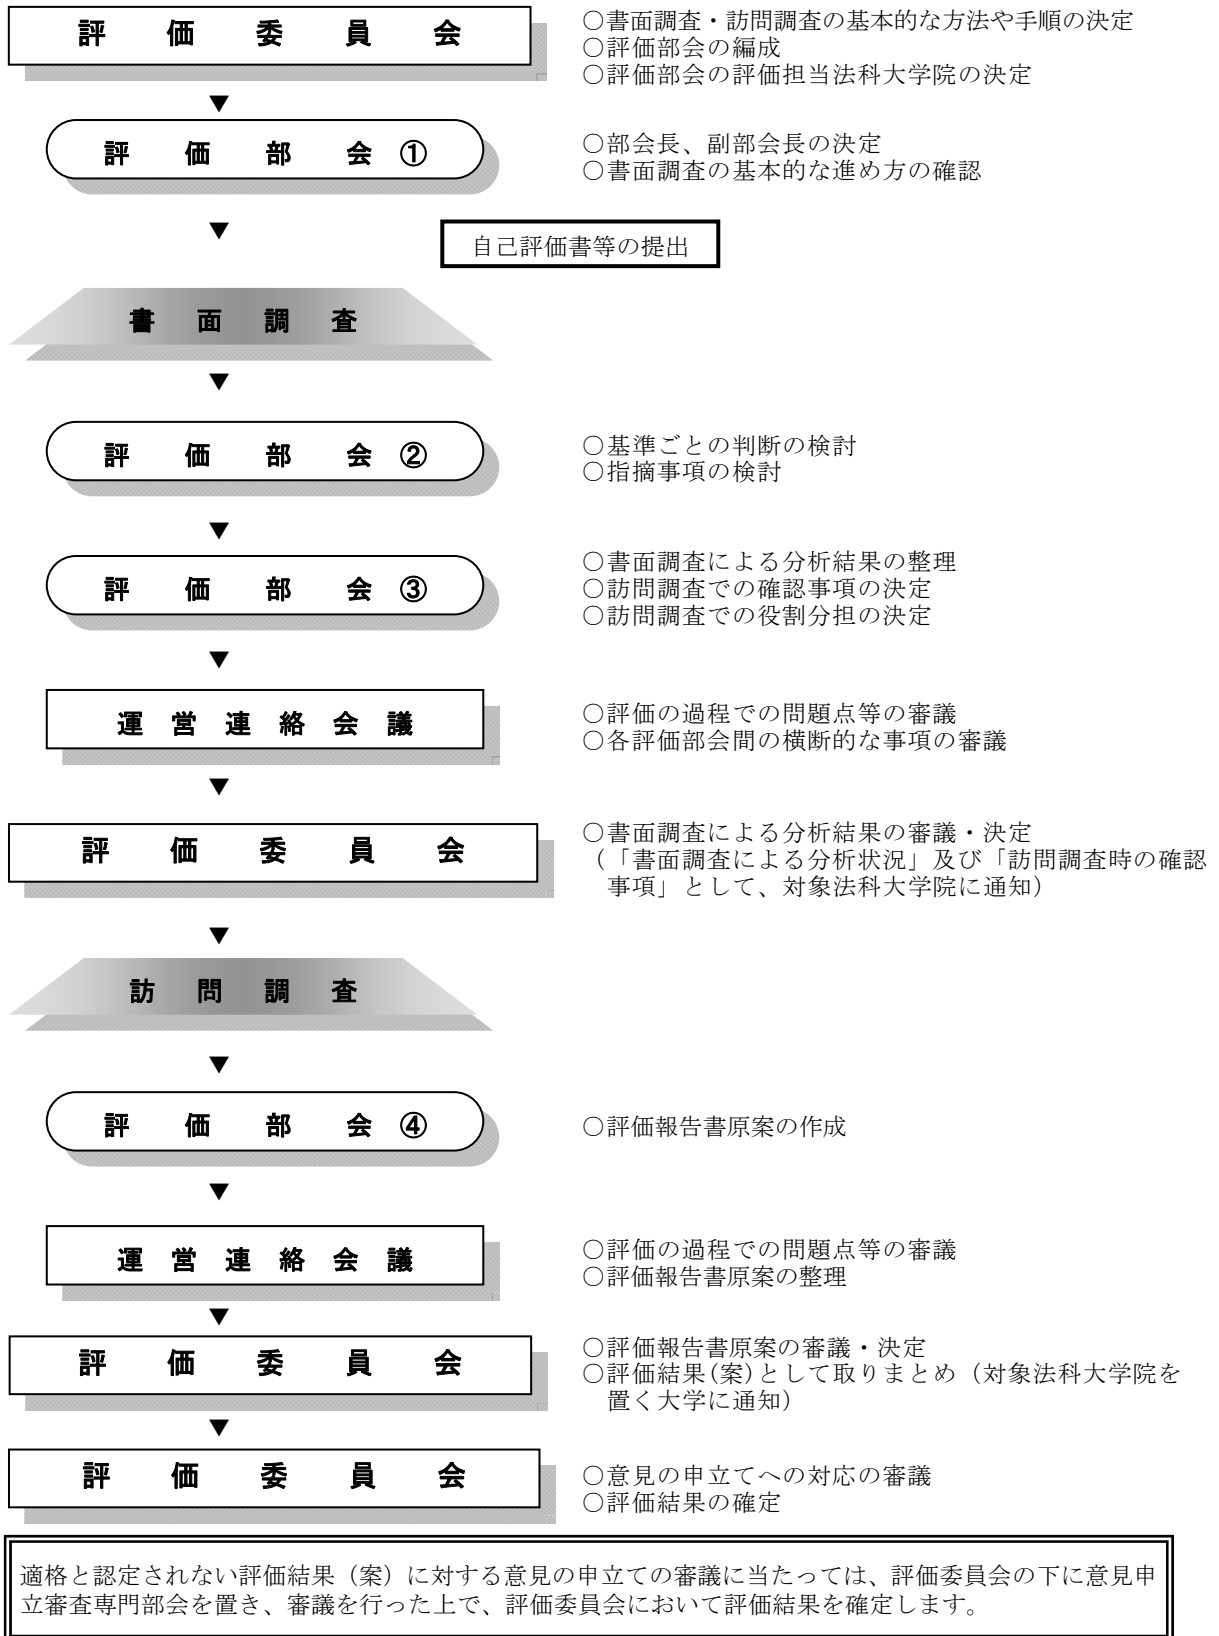 評価委員会
○書面調査・訪問調査の基本的な方法や手順の決定
○評価部会の編成
○評価部会の評価担当法科大学院の決定
▼
評価部会①
○部会長、副部会長の決定
○書面調査の基本的な進め方の確認
▼
自己評価書等の提出
書面調査
▼
評価部会②
○基準ごとの判断の検討
○指摘事項の検討
▼
評価部会③
○書面調査による分析結果の整理
○訪問調査での確認事項の決定
○訪問調査での役割分担の決定
▼
運営連絡会議
○評価の過程での問題点等の審議
○各評価部会間の横断的な事項の審議
▼
評価委員会
○書面調査による分析結果の審議・決定
（「書面調査による分析状況」及び「訪問調査時の確認
事項」として、対象法科大学院に通知）
▼
訪問調査
▼
評価部会④
○評価報告書原案の作成
▼
運営連絡会議
○評価の過程での問題点等の審議
○評価報告書原案の整理
▼
評価委員会
○評価報告書原案の審議・決定
○評価結果(案)として取りまとめ（対象法科大学院を
置く大学に通知）
▼
評価委員会
○意見の申立てへの対応の審議
○評価結果の確定
適格と認定されない評価結果（案）に対する意見の申立ての審議に当たっては、評価委員会の下に意見申
立審査専門部会を置き、審議を行った上で、評価委員会において評価結果を確定します。